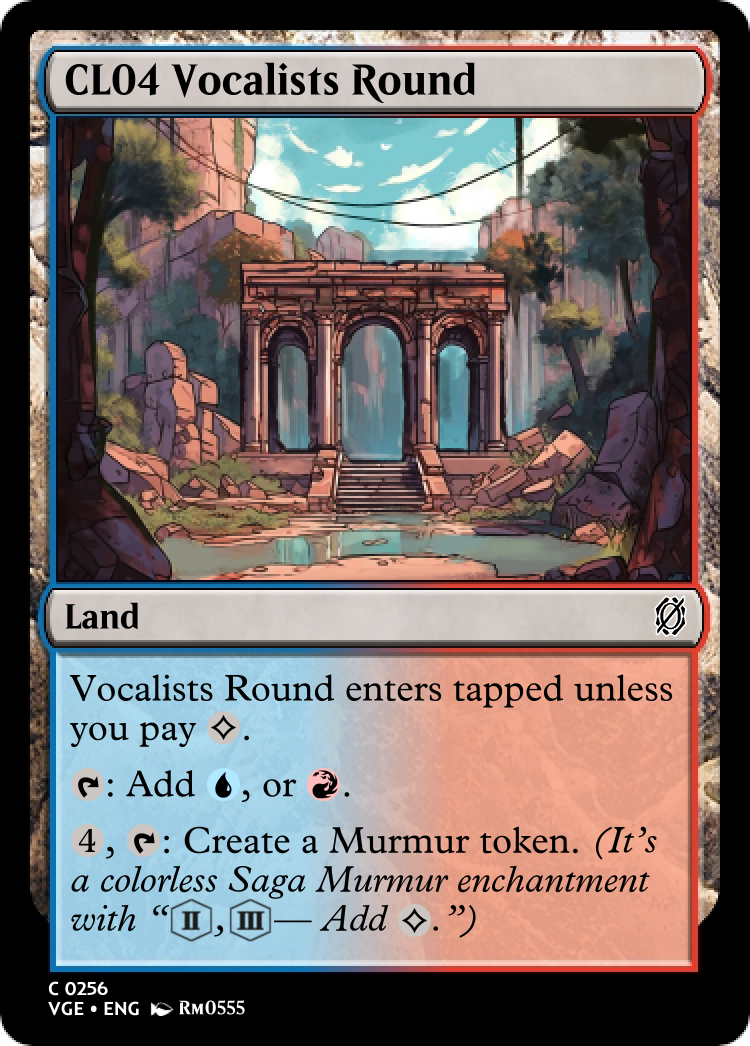 CL04 Vocalists Round
Land
Vocalists Round enters tapped unless
you pay .
: Add , or .
4, : Create a Murmur token. (It's
a colorless Saga Murmur enchantment
with “II, III— Add .”)
C 0256
VGE • ENG RM0555